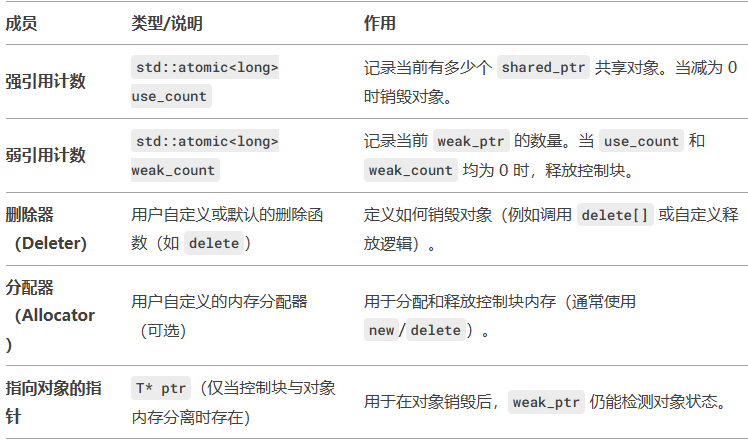 成员 类型/说明 作用
强引用计数
std::atomic<long>
use_count
记录当前有多少个 shared_ptr 共享对象。当减为 0
时销毁对象。
弱引用计数
std::atomic<long>
weak_count
记录当前 weak_ptr 的数量。当 use_count 和
weak_count 均为 0 时，释放控制块。
删除器
（Deleter）
用户自定义或默认的删除函
数（如 delete）
定义如何销毁对象（例如调用 delete[] 或自定义释
放逻辑）。
分配器
（Allocator
）
用户自定义的内存分配器
（可选）
用于分配和释放控制块内存（通常使用
new/delete）。
指向对象的指
针
T* ptr（仅当控制块与对象
内存分离时存在）
用于在对象销毁后，weak_ptr 仍能检测对象状态。